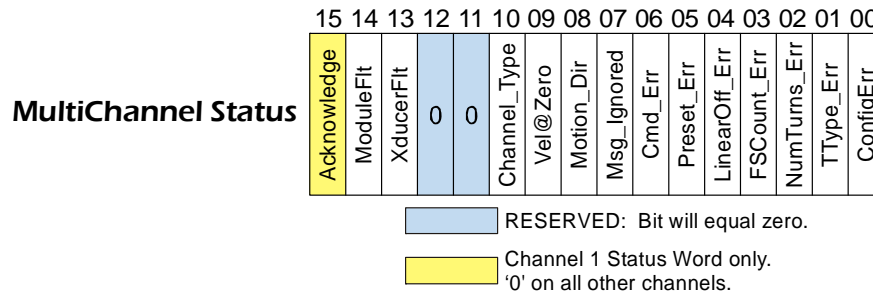 15 14 13 12 11 10 09 08 07 06 05 04 03 02 01 00
MultiChannel Status
Acknowledge
ModuleFlt
XducerFlt
0
0
Channel_Type
Vel@Zero
Motion_Dir
Msg_Ignored
Cmd_Err
Preset_Err
LinearOff_Err
FSCount_Err
NumTurns_Err
TType_Err
ConfigErr
RESERVED: Bit will equal zero.
Channel 1 Status Word only.
‘0’ on all other channels.